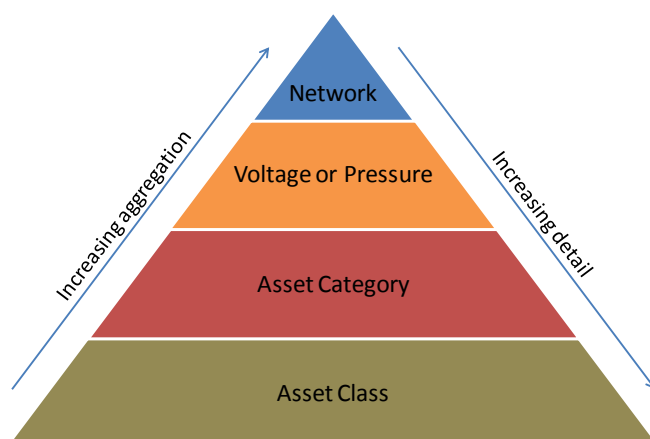 Network
Voltage or Pressure
Asset Category
Asset Class
Increasing aggregation
Increasing detail